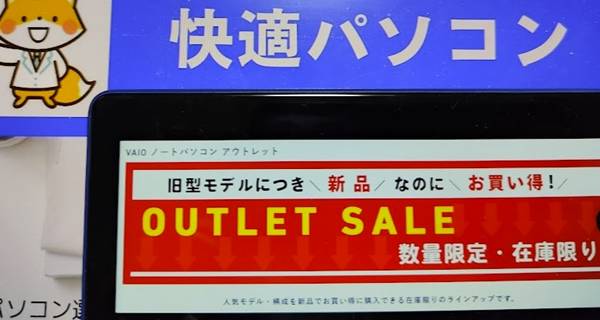 快適パソコン
VAIO ノートパソコン アウトレット
旧型モデルにつき＼新品／なのに＼お買い得！／
OUTLET SALE
数量限定・在庫限り
人気モデル・構成を新品でお買い得に購入できる在庫限りのラインアップです。
パソコン選